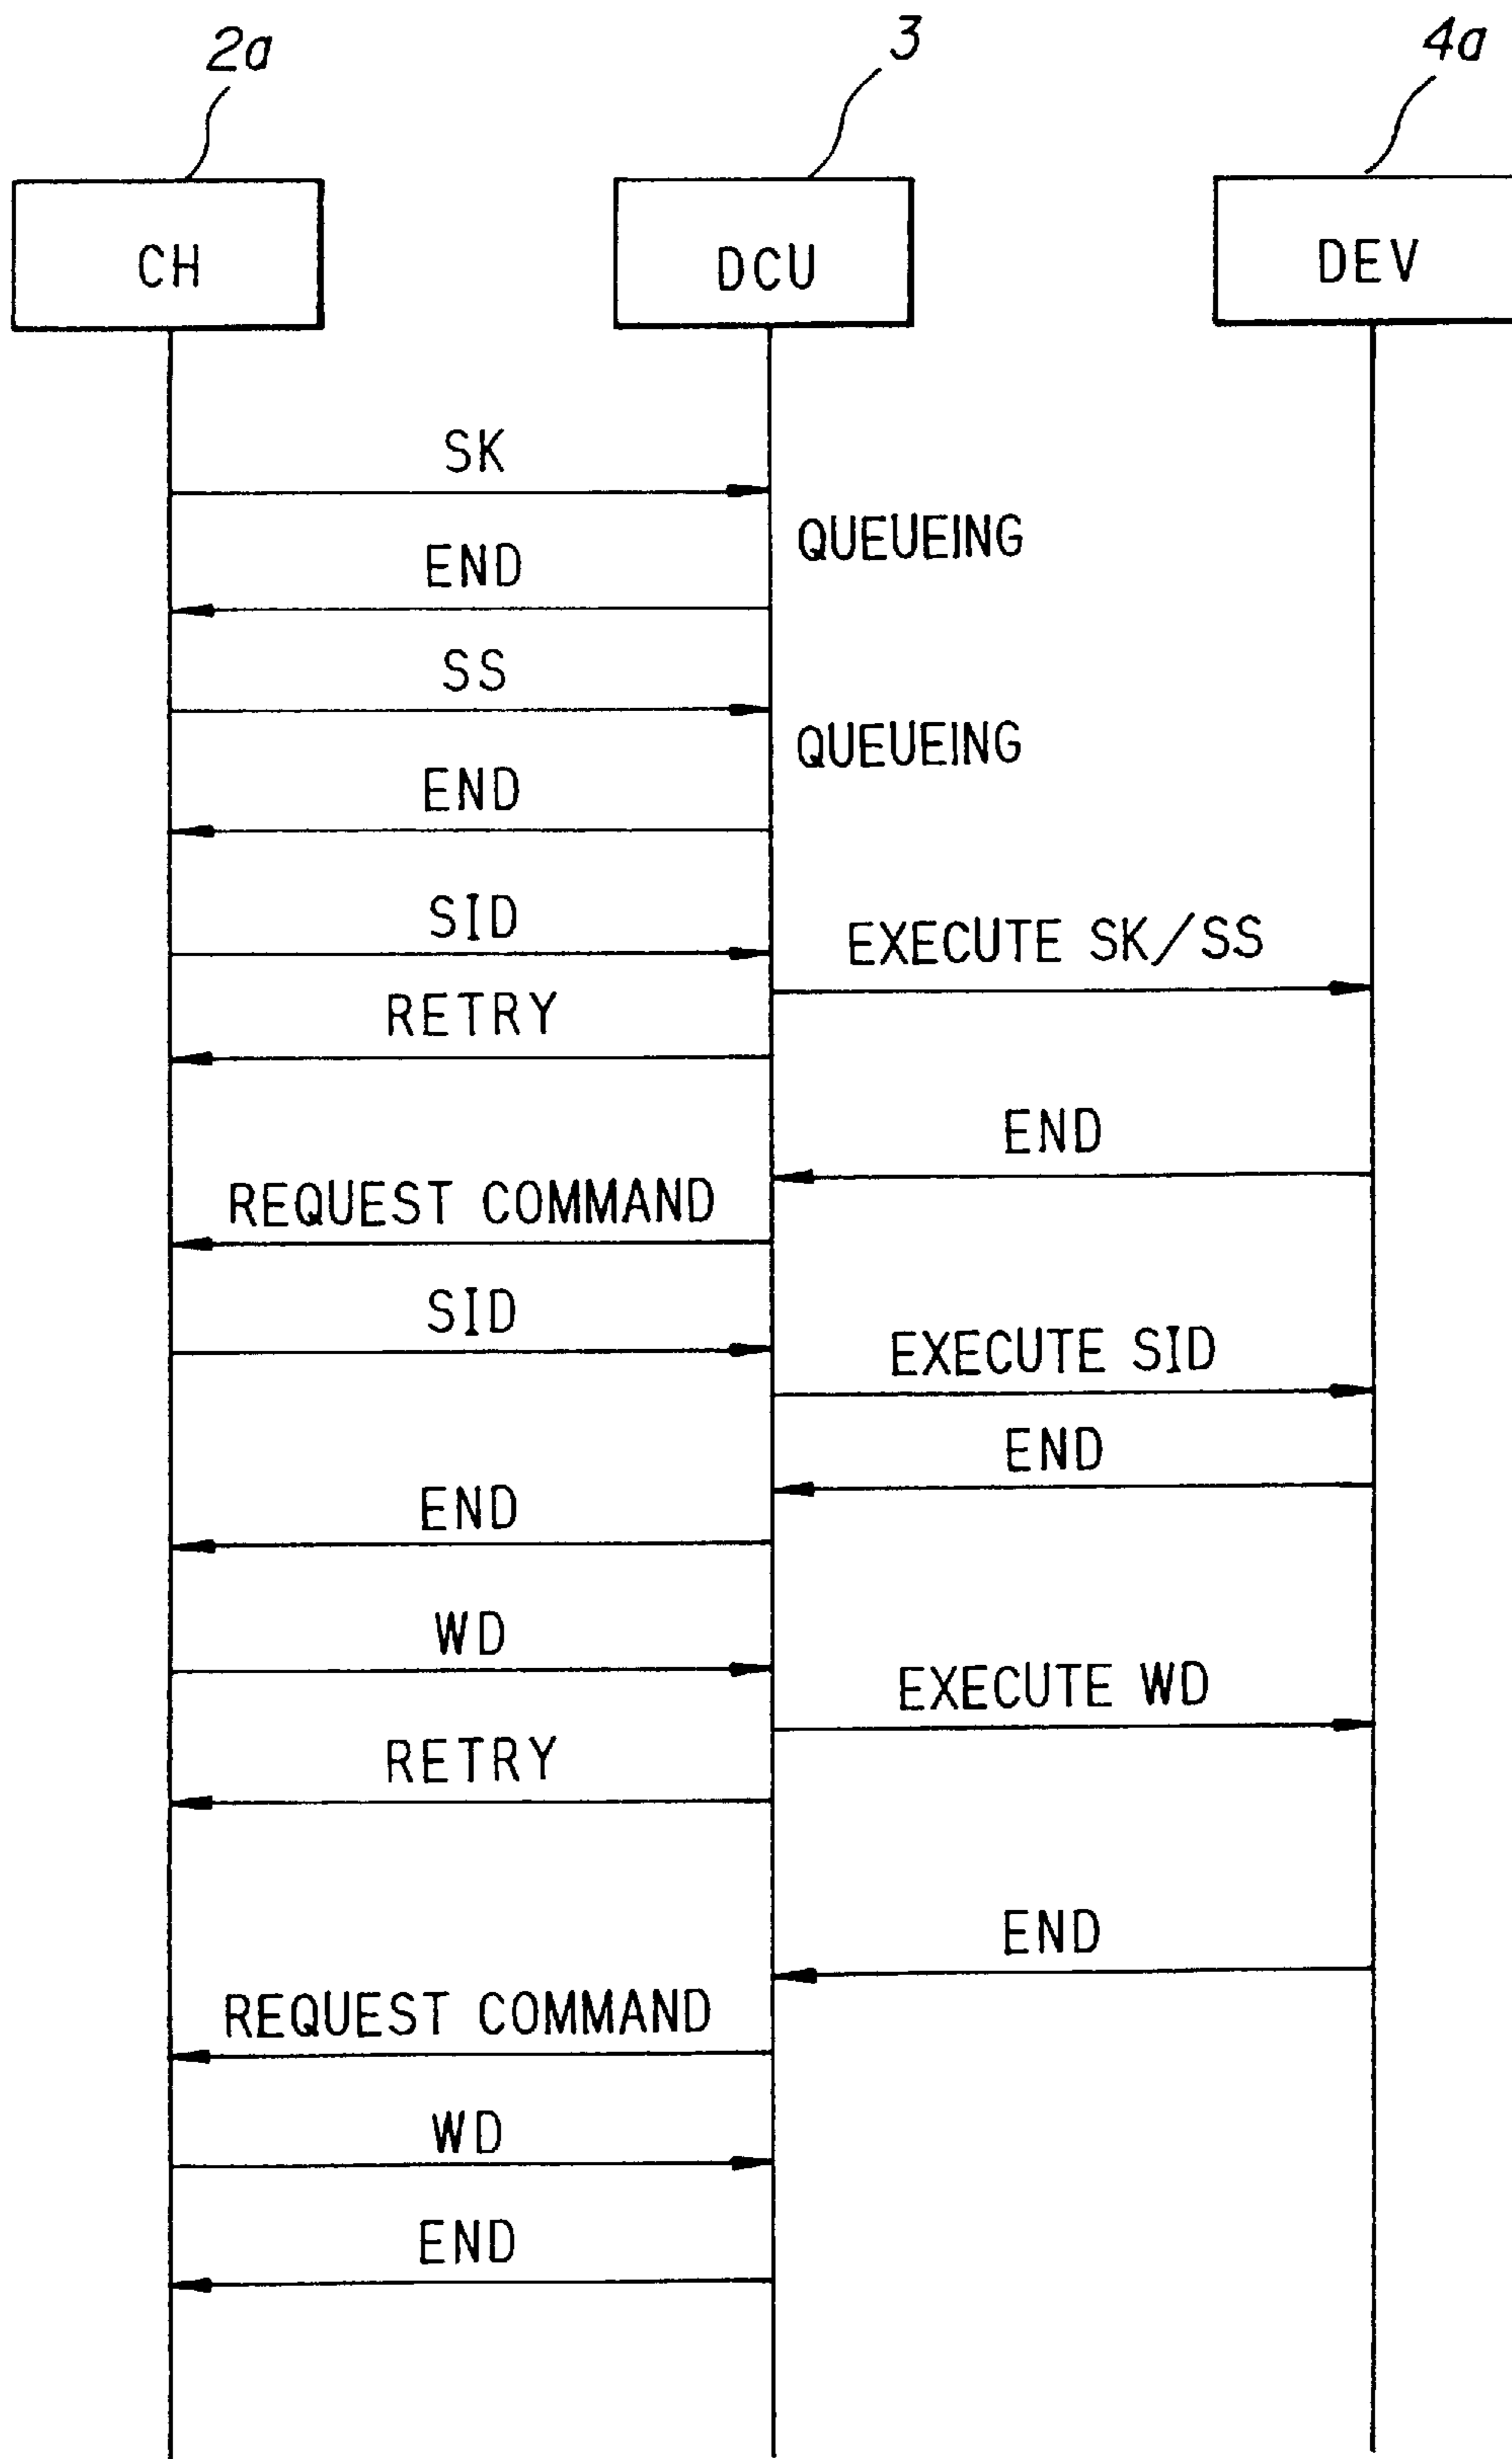 2a
3
4a
CH
DCU
DEV
SK
QUEUEING
END
SS
QUEUEING
END
SID
EXECUTE SK/SS
RETRY
END
REQUEST COMMAND
SID
EXECUTE SID
END
END
WD
EXECUTE WD
RETRY
END
REQUEST COMMAND
WD
END